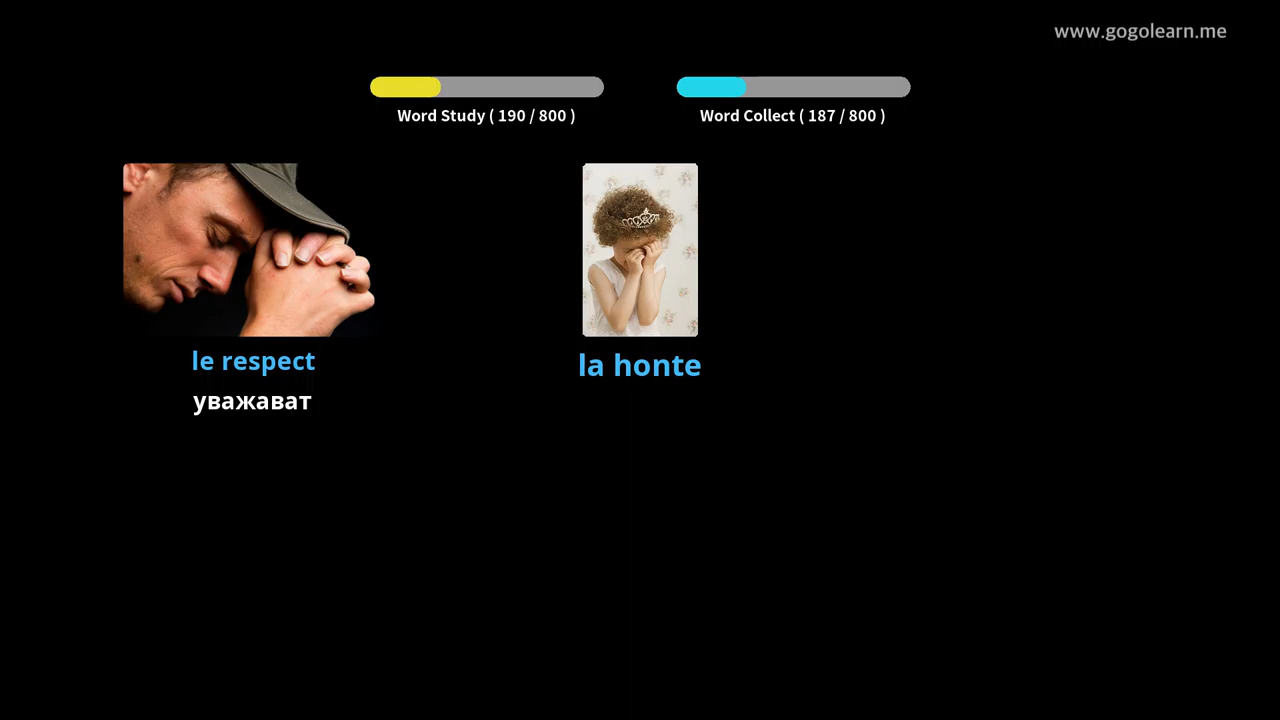 www.gogolearn.me
Word Study ( 190 / 800 )
Word Collect ( 187 / 800 )
le respect
уважават
la honte